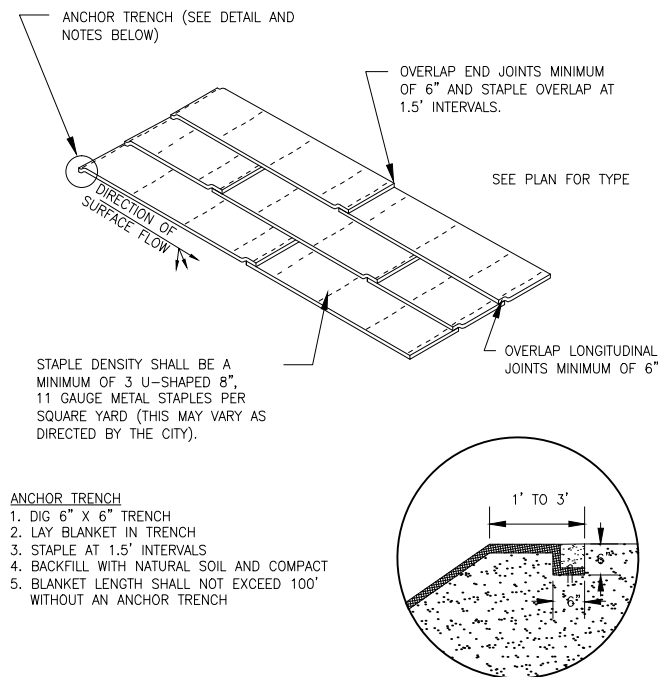 ANCHOR TRENCH (SEE DETAIL AND
NOTES BELOW)
OVERLAP END JOINTS MINIMUM
OF 6" AND STAPLE OVERLAP AT
1.5' INTERVALS.
SEE PLAN FOR TYPE
DIRECTION OF
SURFACE FLOW
STAPLE DENSITY SHALL BE A
MINIMUM OF 3 U-SHAPED 8",
11 GAUGE METAL STAPLES PER
SQUARE YARD (THIS MAY VARY AS
DIRECTED BY THE CITY).
OVERLAP LONGITUDINAL
JOINTS MINIMUM OF 6"
ANCHOR TRENCH
1. DIG 6" X 6" TRENCH
2. LAY BLANKET IN TRENCH
3. STAPLE AT 1.5' INTERVALS
4. BACKFILL WITH NATURAL SOIL AND COMPACT
5. BLANKET LENGTH SHALL NOT EXCEED 100'
WITHOUT AN ANCHOR TRENCH
1' TO 3'
6"
6"